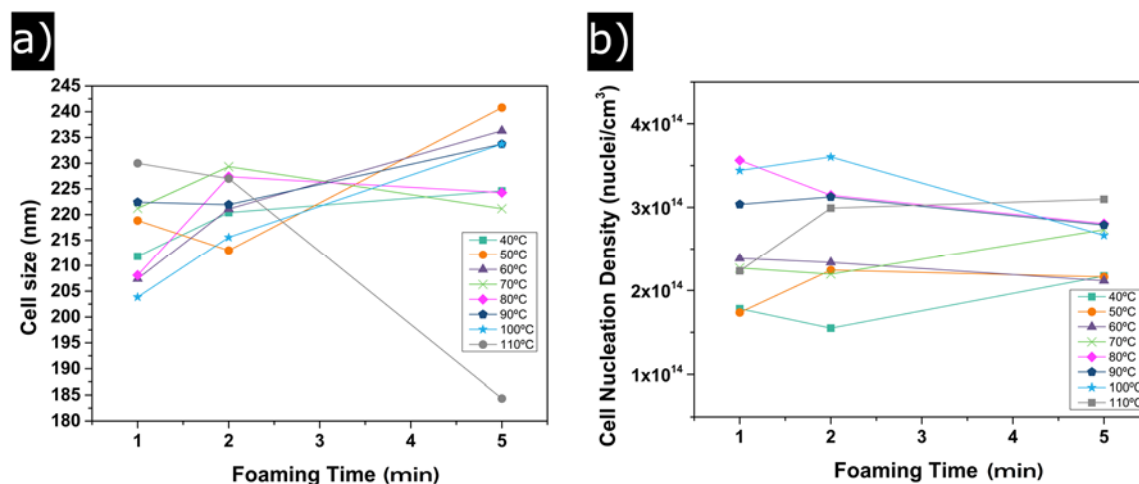 a)
245
240
235
230
225
220
215
210
205
200
195
190
185
180
Cell size (nm)
40ºC
50ºC
60ºC
70ºC
80ºC
90ºC
100ºC
110ºC
1
2
3
4
5
Foaming Time (min)
b)
4x10¹⁴
3x10¹⁴
2x10¹⁴
1x10¹⁴
Cell Nucleation Density (nuclei/cm³)
40ºC
50ºC
60ºC
70ºC
80ºC
90ºC
100ºC
110ºC
1
2
3
4
5
Foaming Time (min)